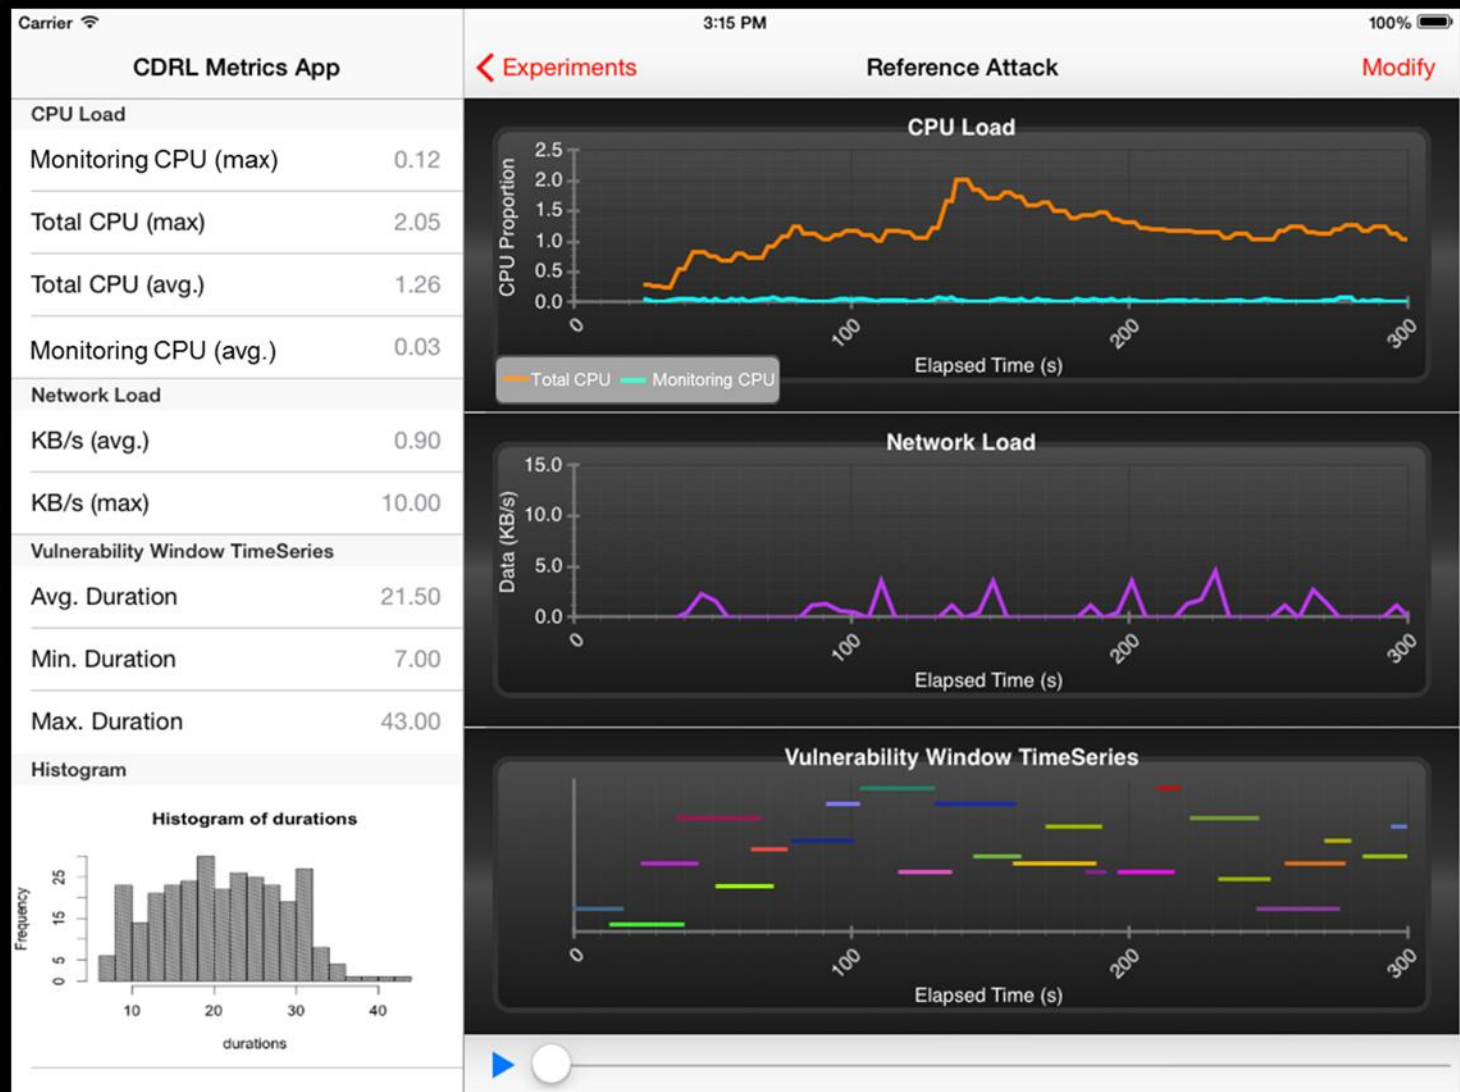 Carrier
3:15 PM
100%
CDRL Metrics App
Experiments
Reference Attack
Modify
CPU Load
Monitoring CPU (max) 0.12
Total CPU (max) 2.05
Total CPU (avg.) 1.26
Monitoring CPU (avg.) 0.03
Network Load
KB/s (avg.) 0.90
KB/s (max) 10.00
Vulnerability Window TimeSeries
Avg. Duration 21.50
Min. Duration 7.00
Max. Duration 43.00
Histogram
Histogram of durations
Frequency
25
15
5
0
10 20 30 40
durations
CPU Load
CPU Proportion
2.5
2.0
1.5
1.0
0.5
0.0
0 100 200 300
Elapsed Time (s)
Total CPU Monitoring CPU
Network Load
Data (KB/s)
15.0
10.0
5.0
0.0
0 100 200 300
Elapsed Time (s)
Vulnerability Window TimeSeries
0 100 200 300
Elapsed Time (s)